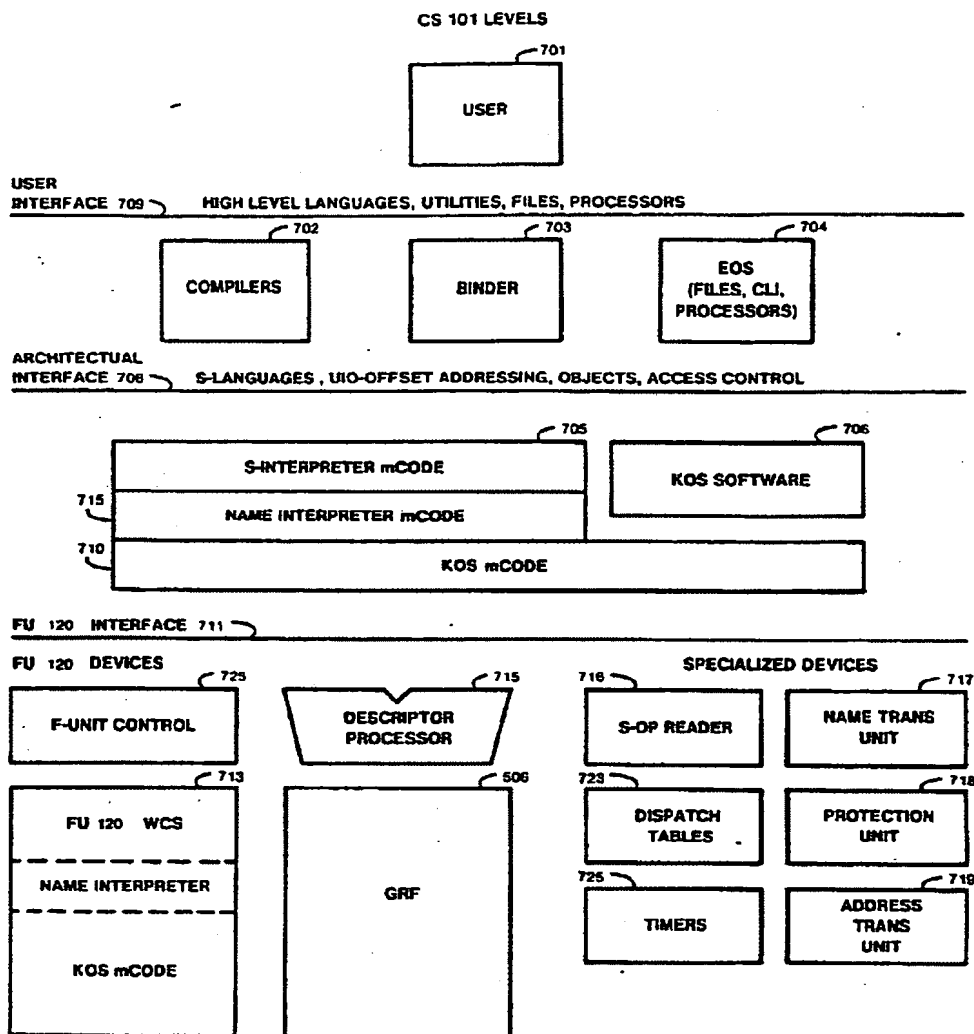 CS 101 LEVELS
701
USER
USER
INTERFACE 709 HIGH LEVEL LANGUAGES, UTILITIES, FILES, PROCESSORS
702 703 704
COMPILERS
BINDER
EOS
(FILES, CLI,
PROCESSORS)
ARCHITECTUAL
INTERFACE 708 S-LANGUAGES , UIO-OFFSET ADDRESSING, OBJECTS, ACCESS CONTROL
705 706
S-INTERPRETER mCODE
KOS SOFTWARE
715
NAME INTERPRETER mCODE
710
KOS mCODE
FU 120 INTERFACE 711
FU 120 DEVICES SPECIALIZED DEVICES
725 715 716 717
F-UNIT CONTROL
DESCRIPTOR
PROCESSOR
S-OP READER
NAME TRANS
UNIT
713 506 723 718
FU 120 WCS
NAME INTERPRETER
KOS mCODE
GRF
DISPATCH
TABLES
PROTECTION
UNIT
725 719
TIMERS
ADDRESS
TRANS
UNIT